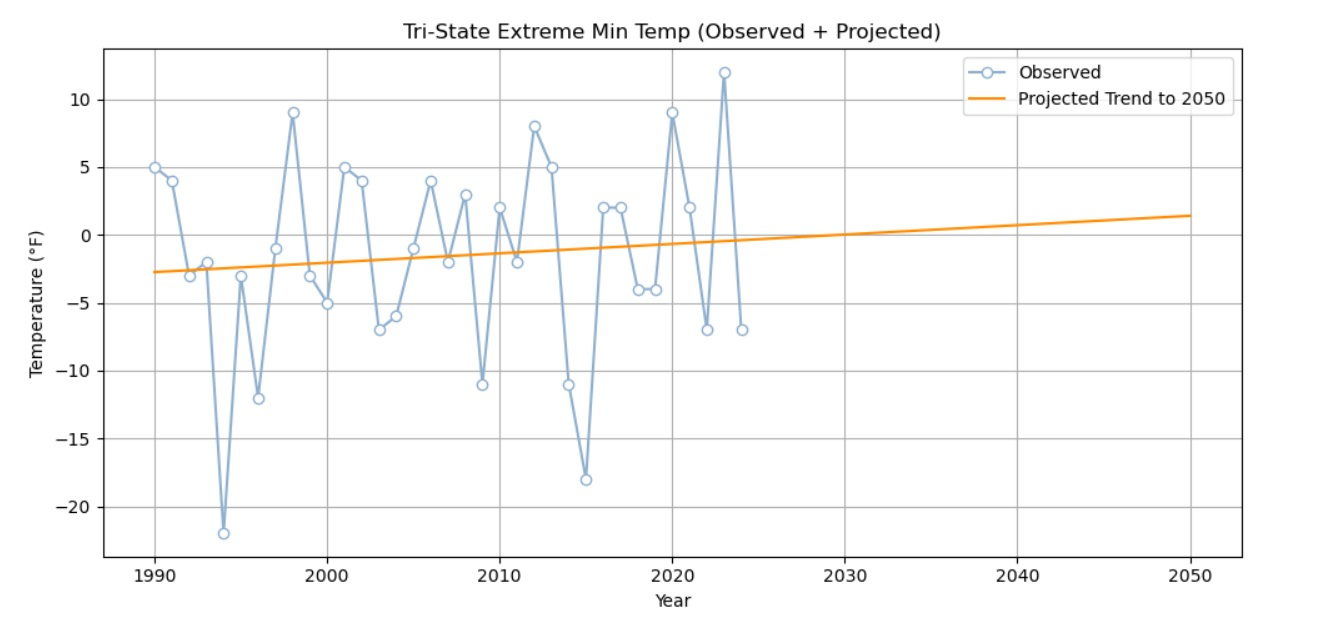 Tri-State Extreme Min Temp (Observed + Projected)
Observed
Projected Trend to 2050
Temperature (°F)
10
5
0
−5
−10
−15
−20
1990 2000 2010 2020 2030 2040 2050
Year